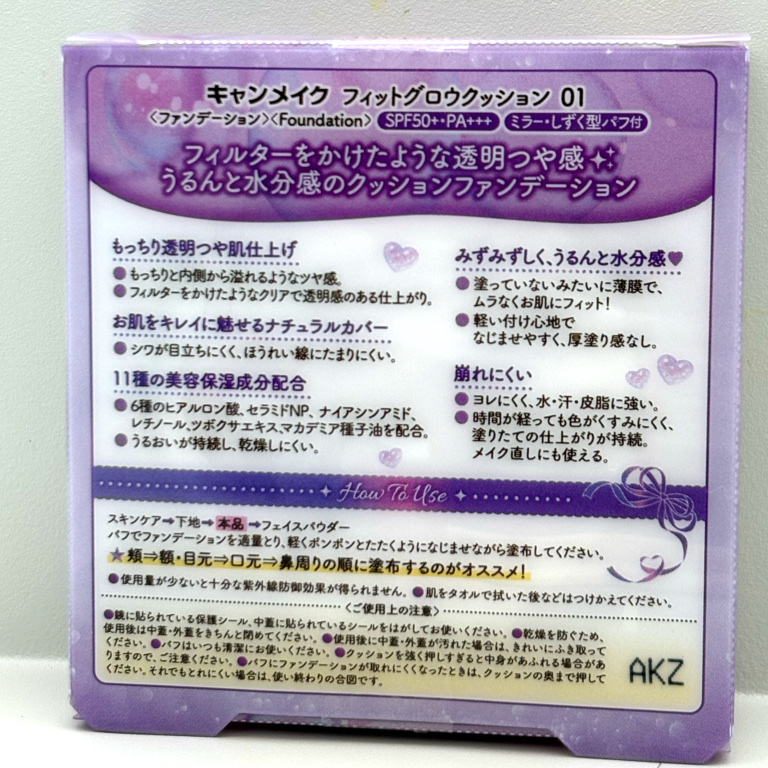 キャンメイク フィットグロウクッション 01
〈ファンデーション〉〈Foundation〉 SPF50+・PA+++ ミラー・しずく型パフ付
フィルターをかけたような透明つや感
うるんと水分感のクッションファンデーション
もっちり透明つや肌仕上げ
●もっちりと内側から溢れるようなツヤ感。
●フィルターをかけたようなクリアで透明感のある仕上がり。
お肌をキレイに魅せるナチュラルカバー
●シワが目立ちにくく、ほうれい線にたまりにくい。
11種の美容保湿成分配合
●6種のヒアルロン酸、セラミドNP、ナイアシンアミド、
レチノール、ツボクサエキス、マカデミア種子油を配合。
●うるおいが持続し、乾燥しにくい。
みずみずしく、うるんと水分感♥
●塗っていないみたいに薄膜で、
ムラなくお肌にフィット!
●軽い付け心地で
なじませやすく、厚塗り感なし。
崩れにくい
●ヨレにくく、水・汗・皮脂に強い。
●時間が経っても色がくすみにくく、
塗りたての仕上がりが持続。
メイク直しにも使える。
How To Use
スキンケア➡下地➡本品➡フェイスパウダー
パフでファンデーションを適量とり、軽くポンポンとたたくようになじませながら塗布してください。
★頬⇒額・目元⇒口元⇒鼻周りの順に塗布するのがオススメ!
●使用量が少ないと十分な紫外線防御効果が得られません。●肌をタオルで拭いた後などはつけかえてください。
〈ご使用上の注意〉
●鏡に貼られている保護シール、中蓋に貼られているシールをはがしてお使いください。●乾燥を防ぐため、
使用後は中蓋・外蓋をきちんと閉めてください。●使用後に中蓋・外蓋が汚れた場合は、きれいにふき取って
ください。●パフはいつも清潔にお使いください。●クッションを強く押しすぎると中身があふれる場合があ
りますので、ご注意ください。●パフにファンデーションが取れにくくなったときは、クッションの奥まで押して
ください。それでもとれにくい場合は、使い終わりの合図です。
AKZ